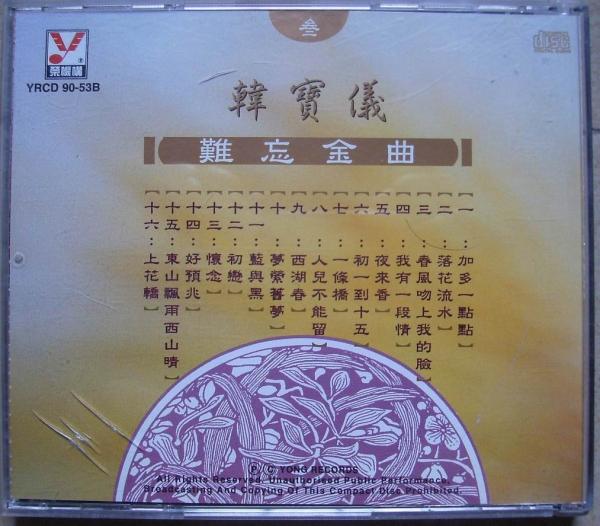 叁
榮機構
YRCD 90-53B
韓寶儀
難忘金曲
【一：加多一點點】
【二：落花流水】
【三：春風吻上我的臉】
【四：我有一段情】
【五：夜來香】
【六：初一到十五】
【七：一條橋】
【八：人兒不能留】
【九：西湖春】
【十：夢縈舊夢】
【十一：藍與黑】
【十二：初戀】
【十三：懷念】
【十四：好預兆】
【十五：東山飄雨西山晴】
【十六：上花轎】
P. C. YONG RECORDS
All Rights Reserved. Unauthorised Public Performance.
Broadcasting And Copying Of This Compact Disc Prohibited.